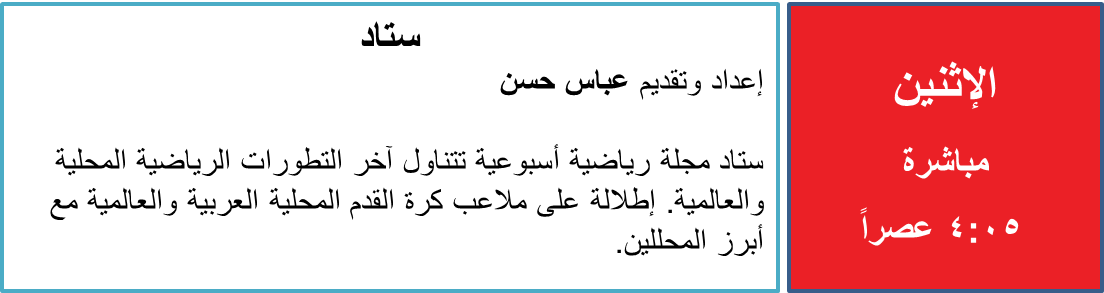 ستاد
إعداد وتقديم عباس حسن
ستاد مجلة رياضية أسبوعية تتناول آخر التطورات الرياضية المحلية
والعالمية. إطلالة على ملاعب كرة القدم المحلية العربية والعالمية مع
أبرز المحللين.
الإثنين
مباشرة
٤:٠٥ عصراً